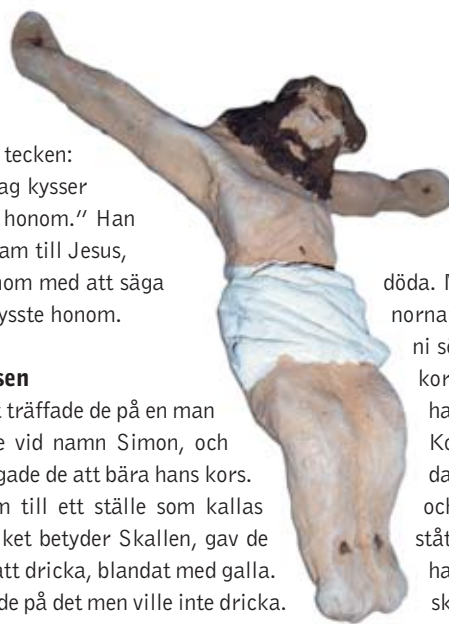 tecken:
ag kysser
honom.” Han
am till Jesus,
nom med att säga
ysste honom.
sen
träffade de på en man
e vid namn Simon, och
gade de att bära hans kors.
m till ett ställe som kallas
ket betyder Skallen, gav de
att dricka, blandat med galla.
de på det men ville inte dricka.
döda.
norna
ni
kor
ha
Ko
da
och
ståt
ha
sk